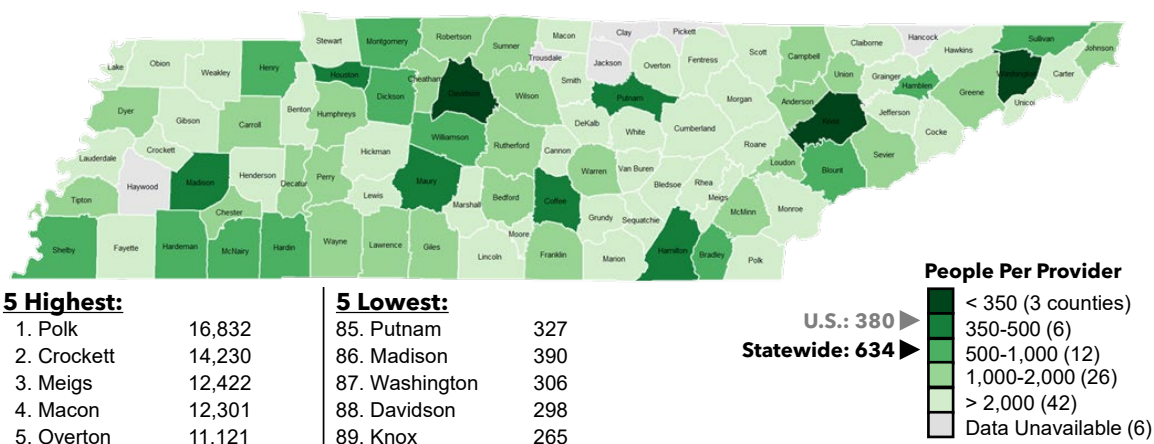 Stewart
Montgomery
Robertson
Sumner
Macon
Clay
Pickett
Scott
Campbell
Claiborne
Hancock
Hawkins
Sullivan
Johnson
Lake
Obion
Weakley
Henry
Houston
Cheatham
Davidson
Trousdale
Smith
Jackson
Overton
Fentress
Union
Grainger
Hamblen
Greene
Washington
Carter
Unicoi
Dyer
Gibson
Carroll
Benton
Humphreys
Dickson
Wilson
Putnam
Morgan
Anderson
Knox
Jefferson
Cocke
Lauderdale
Crockett
Hickman
Williamson
Rutherford
Cannon
DeKalb
White
Cumberland
Roane
Loudon
Blount
Sevier
Tipton
Haywood
Madison
Henderson
Decatur
Perry
Lewis
Maury
Marshall
Bedford
Coffee
Warren
Van Buren
Bledsoe
Rhea
Meigs
McMinn
Monroe
Chester
Moore
Grundy
Sequatchie
Shelby
Fayette
Hardeman
McNairy
Hardin
Wayne
Lawrence
Giles
Lincoln
Franklin
Marion
Hamilton
Bradley
Polk
5 Highest:
1. Polk 16,832
2. Crockett 14,230
3. Meigs 12,422
4. Macon 12,301
5. Overton 11,121
5 Lowest:
85. Putnam 327
86. Madison 390
87. Washington 306
88. Davidson 298
89. Knox 265
U.S.: 380
Statewide: 634
People Per Provider
< 350 (3 counties)
350-500 (6)
500-1,000 (12)
1,000-2,000 (26)
> 2,000 (42)
Data Unavailable (6)